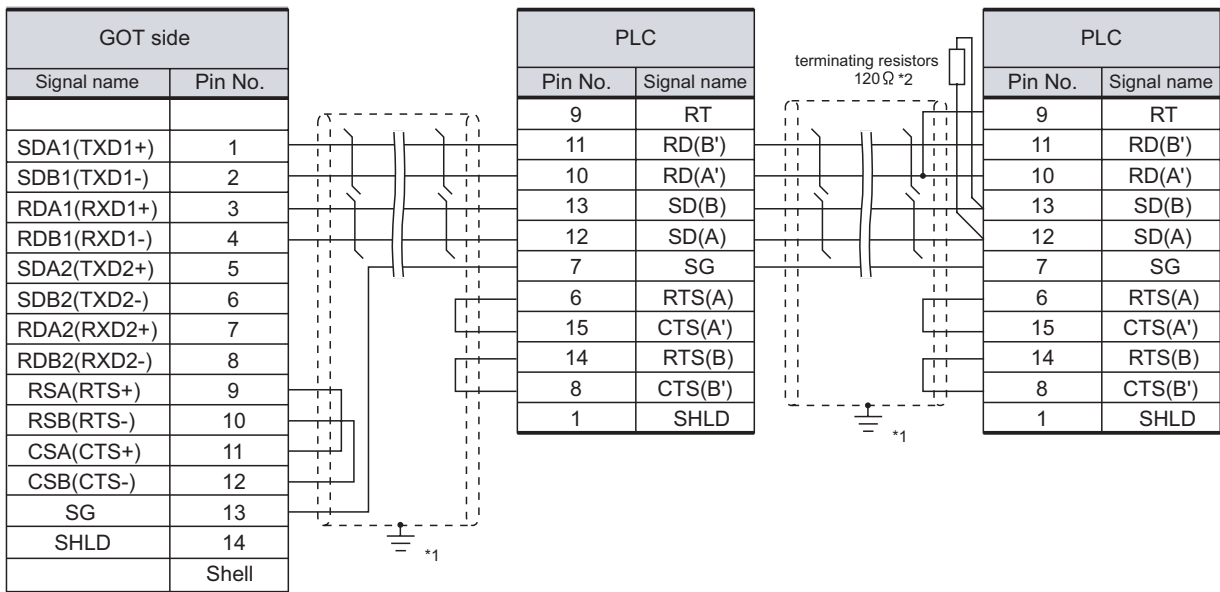 GOT side
Signal name Pin No.
SDA1(TXD1+) 1
SDB1(TXD1-) 2
RDA1(RXD1+) 3
RDB1(RXD1-) 4
SDA2(TXD2+) 5
SDB2(TXD2-) 6
RDA2(RXD2+) 7
RDB2(RXD2-) 8
RSA(RTS+) 9
RSB(RTS-) 10
CSA(CTS+) 11
CSB(CTS-) 12
SG 13
SHLD 14
Shell
*1
PLC
Pin No. Signal name
9 RT
11 RD(B')
10 RD(A')
13 SD(B)
12 SD(A)
7 SG
6 RTS(A)
15 CTS(A')
14 RTS(B)
8 CTS(B')
1 SHLD
terminating resistors
120 Ω *2
*1
PLC
Pin No. Signal name
9 RT
11 RD(B')
10 RD(A')
13 SD(B)
12 SD(A)
7 SG
6 RTS(A)
15 CTS(A')
14 RTS(B)
8 CTS(B')
1 SHLD